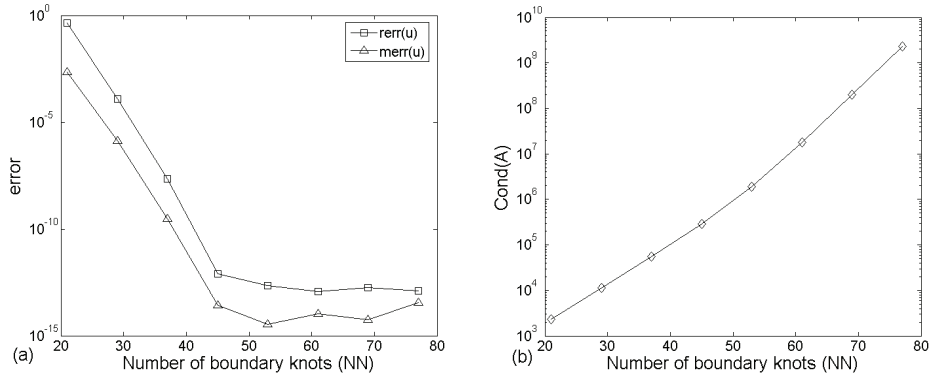 10^0
10^-5
10^-10
10^-15
error
20 30 40 50 60 70 80
Number of boundary knots (NN)
(a)
rerr(u)
merr(u)
10^10
10^9
10^8
10^7
10^6
10^5
10^4
10^3
Cond(A)
20 30 40 50 60 70 80
Number of boundary knots (NN)
(b)